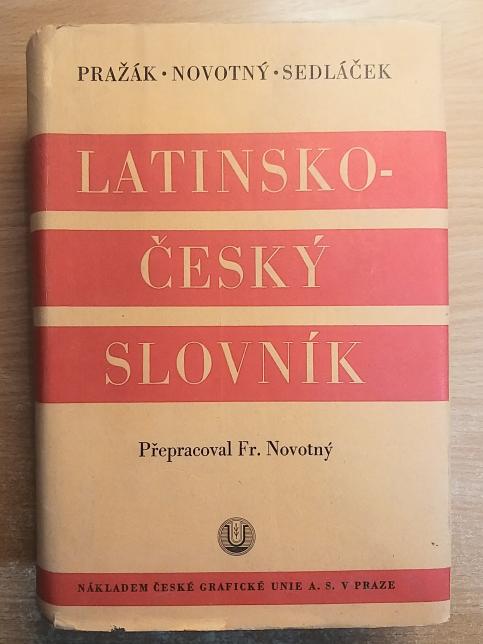 PRAŽÁK · NOVOTNÝ · SEDLÁČEK
LATINSKO-
ČESKÝ
SLOVNÍK
Přepracoval Fr. Novotný
U
NÁKLADEM ČESKÉ GRAFICKÉ UNIE A. S. V PRAZE